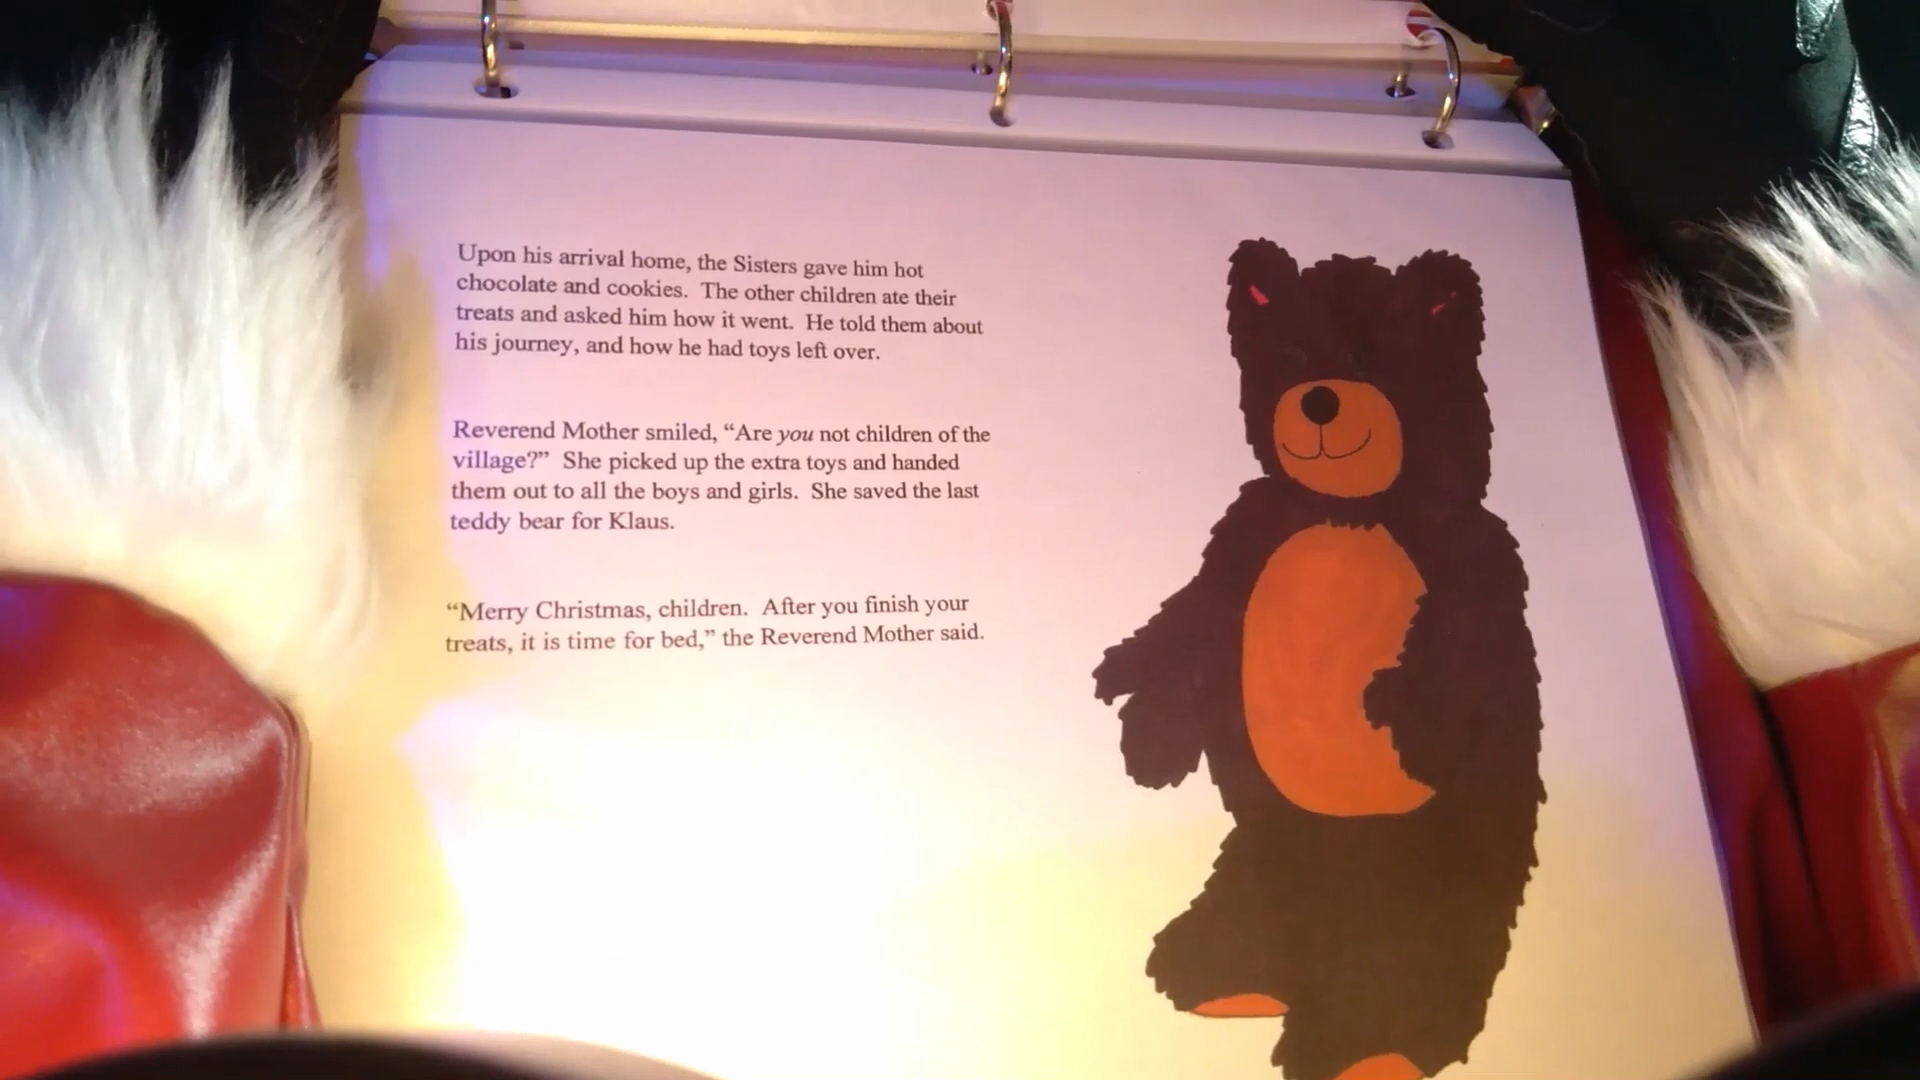 Upon his arrival home, the Sisters gave him hot
chocolate and cookies.  The other children ate their
treats and asked him how it went.  He told them about
his journey, and how he had toys left over.
Reverend Mother smiled, “Are you not children of the
village?”  She picked up the extra toys and handed
them out to all the boys and girls.  She saved the last
teddy bear for Klaus.
“Merry Christmas, children.  After you finish your
treats, it is time for bed,” the Reverend Mother said.